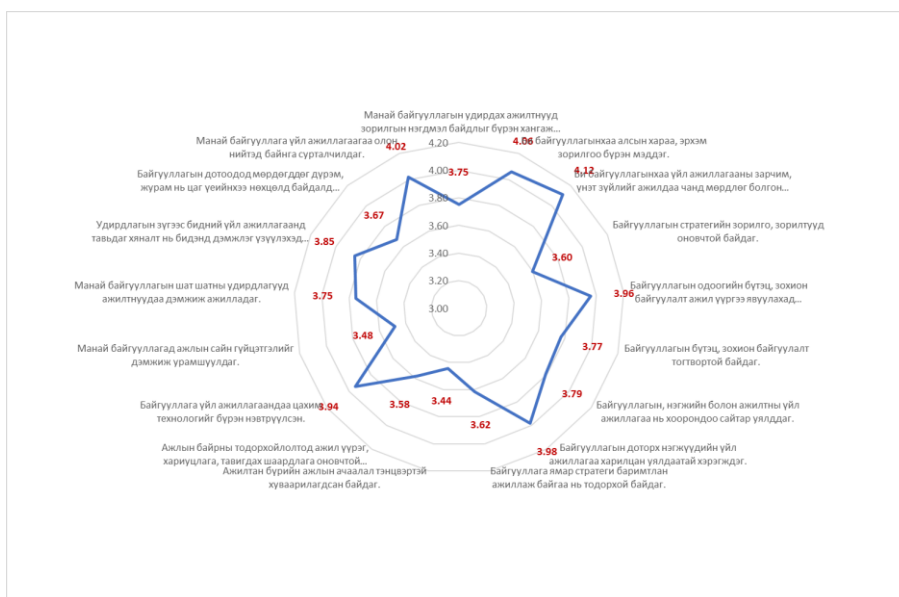 Манай байгууллагын удирдах ажилтнууд
зорилгын нэгдмэл байдлыг бүрэн хангаж...
4.06
байгууллагынхаа алсын хараа, эрхэм
зорилгоо бүрэн мэддэг.
4.12
Би байгууллагынхаа үйл ажиллагааны зарчим,
үнэт зүйлийг ажилдаа чанд мөрдлөг болгон...
Байгууллагын стратегийн зорилго, зорилтууд
оновчтой байдаг.
3.60
Байгууллагын одоогийн бүтэц, зохион
байгуулалт ажил үүргээ явуулахад...
3.96
Байгууллагын бүтэц, зохион байгуулалт
тогтвортой байдаг.
3.77
Байгууллагын, нэгжийн болон ажилтны үйл
ажиллагаа нь хоорондоо сайтар уялддаг.
3.79
Байгууллагын доторх нэгжүүдийн үйл
ажиллагаа харилцан уялдаатай хэрэгждэг.
3.98
Байгууллага ямар стратеги баримтлан
ажиллаж байгаа нь тодорхой байдаг.
3.62
Ажилтан бүрийн ажлын ачаалал тэнцвэртэй
хуваарилагдсан байдаг.
3.44
Ажлын байрны тодорхойлолтод ажил үүрэг,
хариуцлага, тавигдах шаардлага оновчтой...
3.58
Байгууллага үйл ажиллагаандаа цахим
технологийг бүрэн нэвтрүүлсэн.
3.94
Манай байгууллагад ажлын сайн гүйцэтгэлийг
дэмжиж урамшуулдаг.
3.48
Манай байгууллагын шат шатны удирдлагууд
ажилтнуудаа дэмжиж ажилладаг.
3.75
Удирдлагын зүгээс бидний үйл ажиллагаанд
тавьдаг хяналт нь бидэнд дэмжлэг үзүүлэхэд...
3.85
Байгууллагын дотоодод мөрдөгддөг дүрэм,
журам нь цаг үеийнхээ нөхцөлд байдалд...
3.67
Манай байгууллага үйл ажиллагаагаа олон
нийтэд байнга сурталчилдаг.
4.02
3.75
4.20
4.00
3.80
3.60
3.40
3.20
3.00